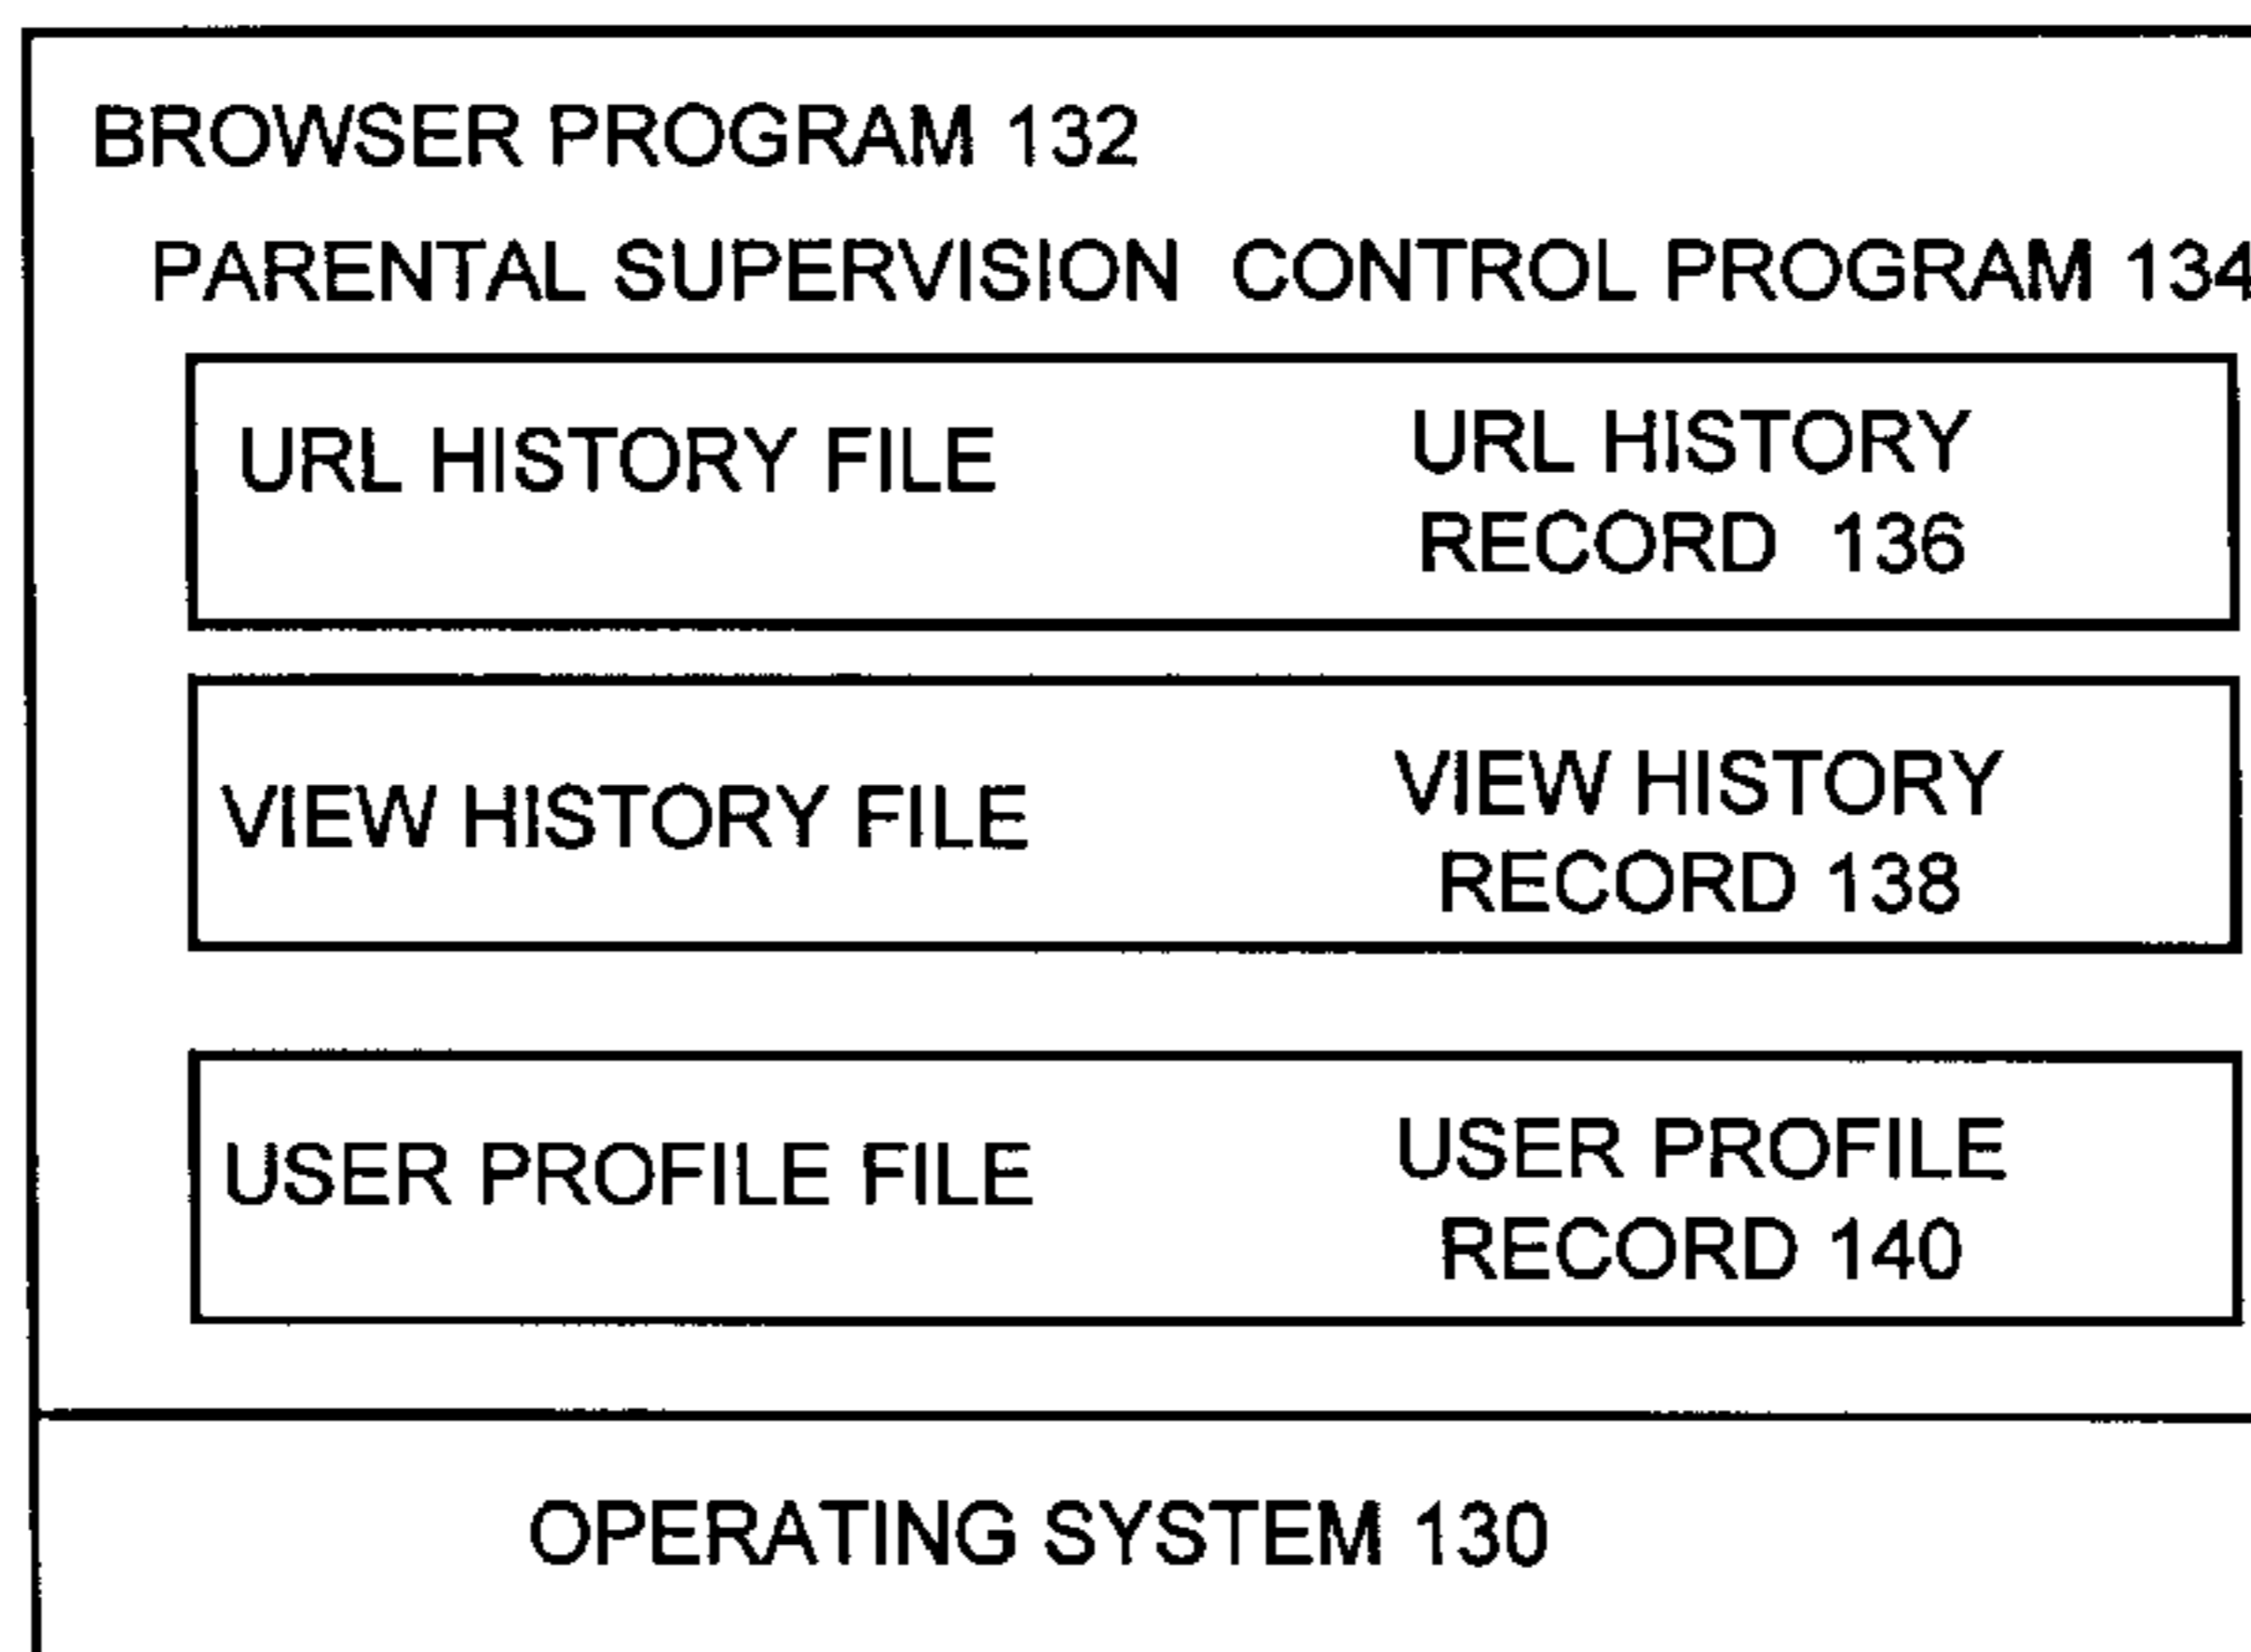 BROWSER PROGRAM 132
PARENTAL SUPERVISION CONTROL PROGRAM 134
URL HISTORY FILE
URL HISTORY
RECORD 136
VIEW HISTORY FILE
VIEW HISTORY
RECORD 138
USER PROFILE FILE
USER PROFILE
RECORD 140
OPERATING SYSTEM 130